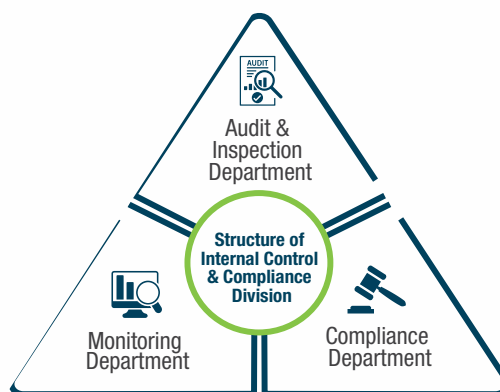 AUDIT
Audit &
Inspection
Department
Structure of
Internal Control
& Compliance
Division
Monitoring
Department
Compliance
Department